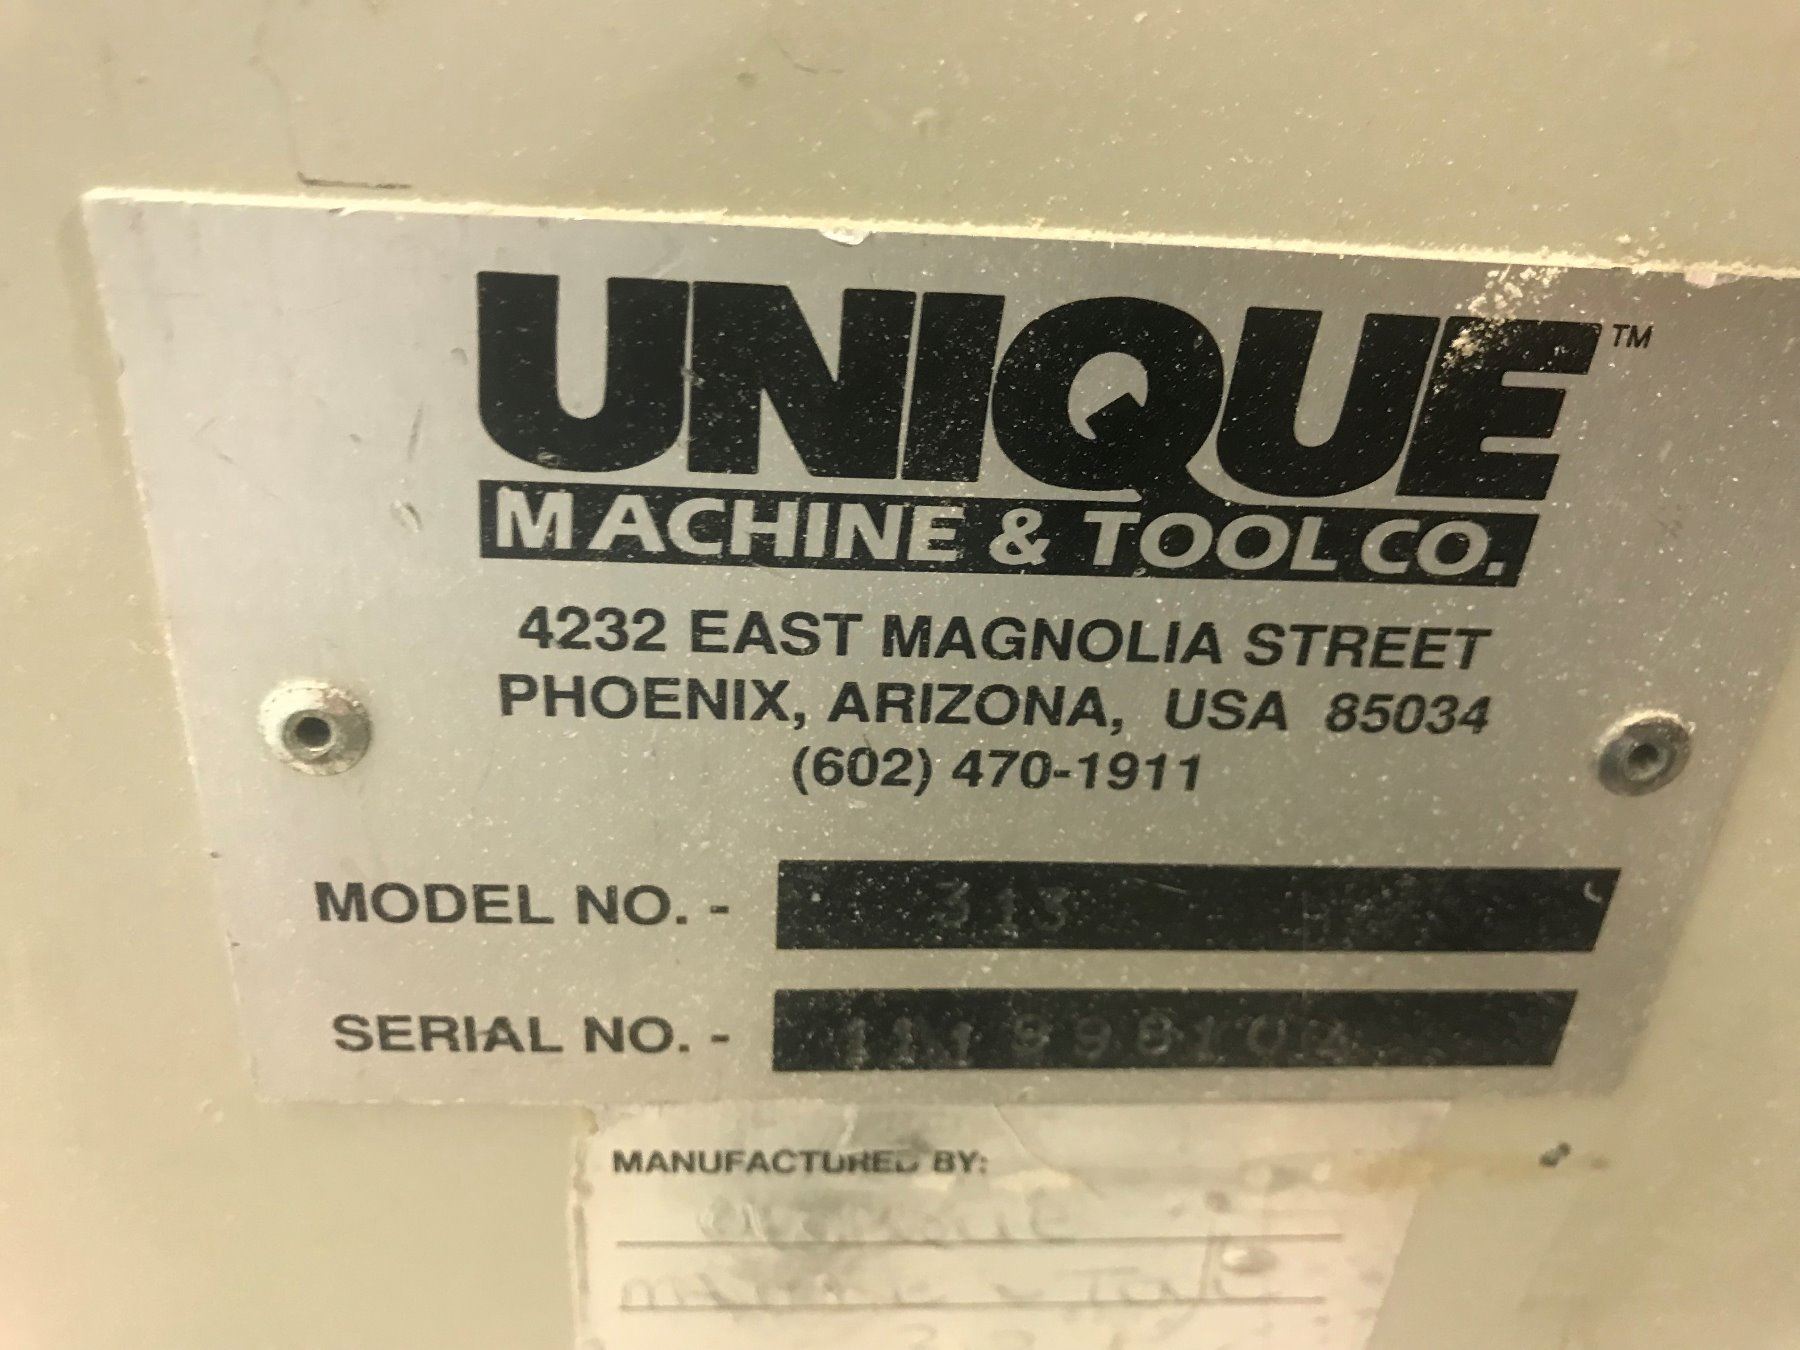 UNIQUE™
MACHINE & TOOL CO.
4232 EAST MAGNOLIA STREET
PHOENIX, ARIZONA, USA 85034
(602) 470-1911
MODEL NO. - 313
SERIAL NO. -
MANUFACTURED BY: